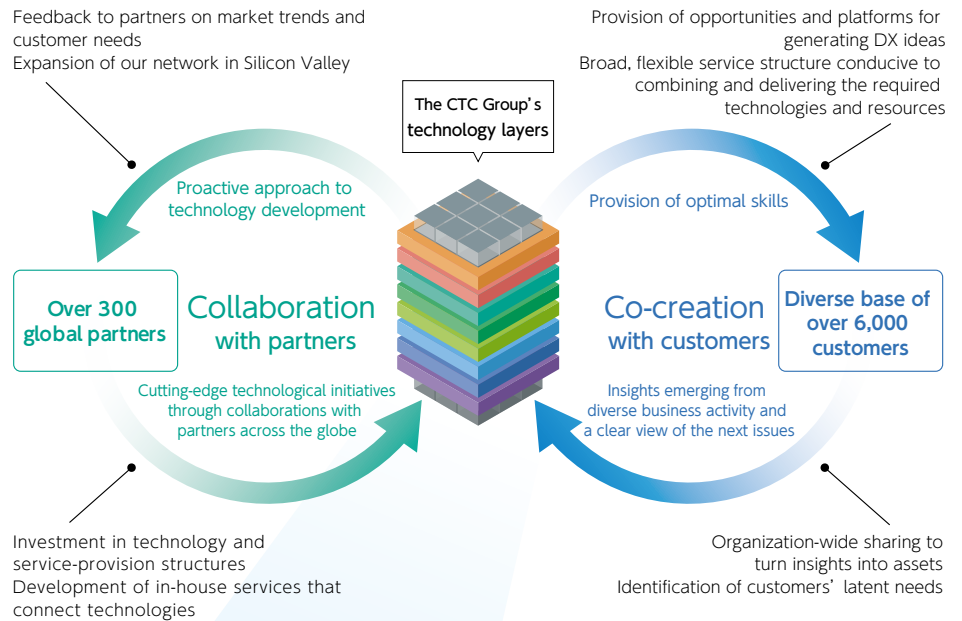 Feedback to partners on market trends and
customer needs
Expansion of our network in Silicon Valley
Provision of opportunities and platforms for
generating DX ideas
Broad, flexible service structure conducive to
combining and delivering the required
technologies and resources
The CTC Group's
technology layers
Proactive approach to
technology development
Provision of optimal skills
Over 300
global partners
Collaboration
with partners
Co-creation
with customers
Diverse base of
over 6,000
customers
Cutting-edge technological initiatives
through collaborations with
partners across the globe
Insights emerging from
diverse business activity and
a clear view of the next issues
Investment in technology and
service-provision structures
Development of in-house services that
connect technologies
Organization-wide sharing to
turn insights into assets
Identification of customers' latent needs